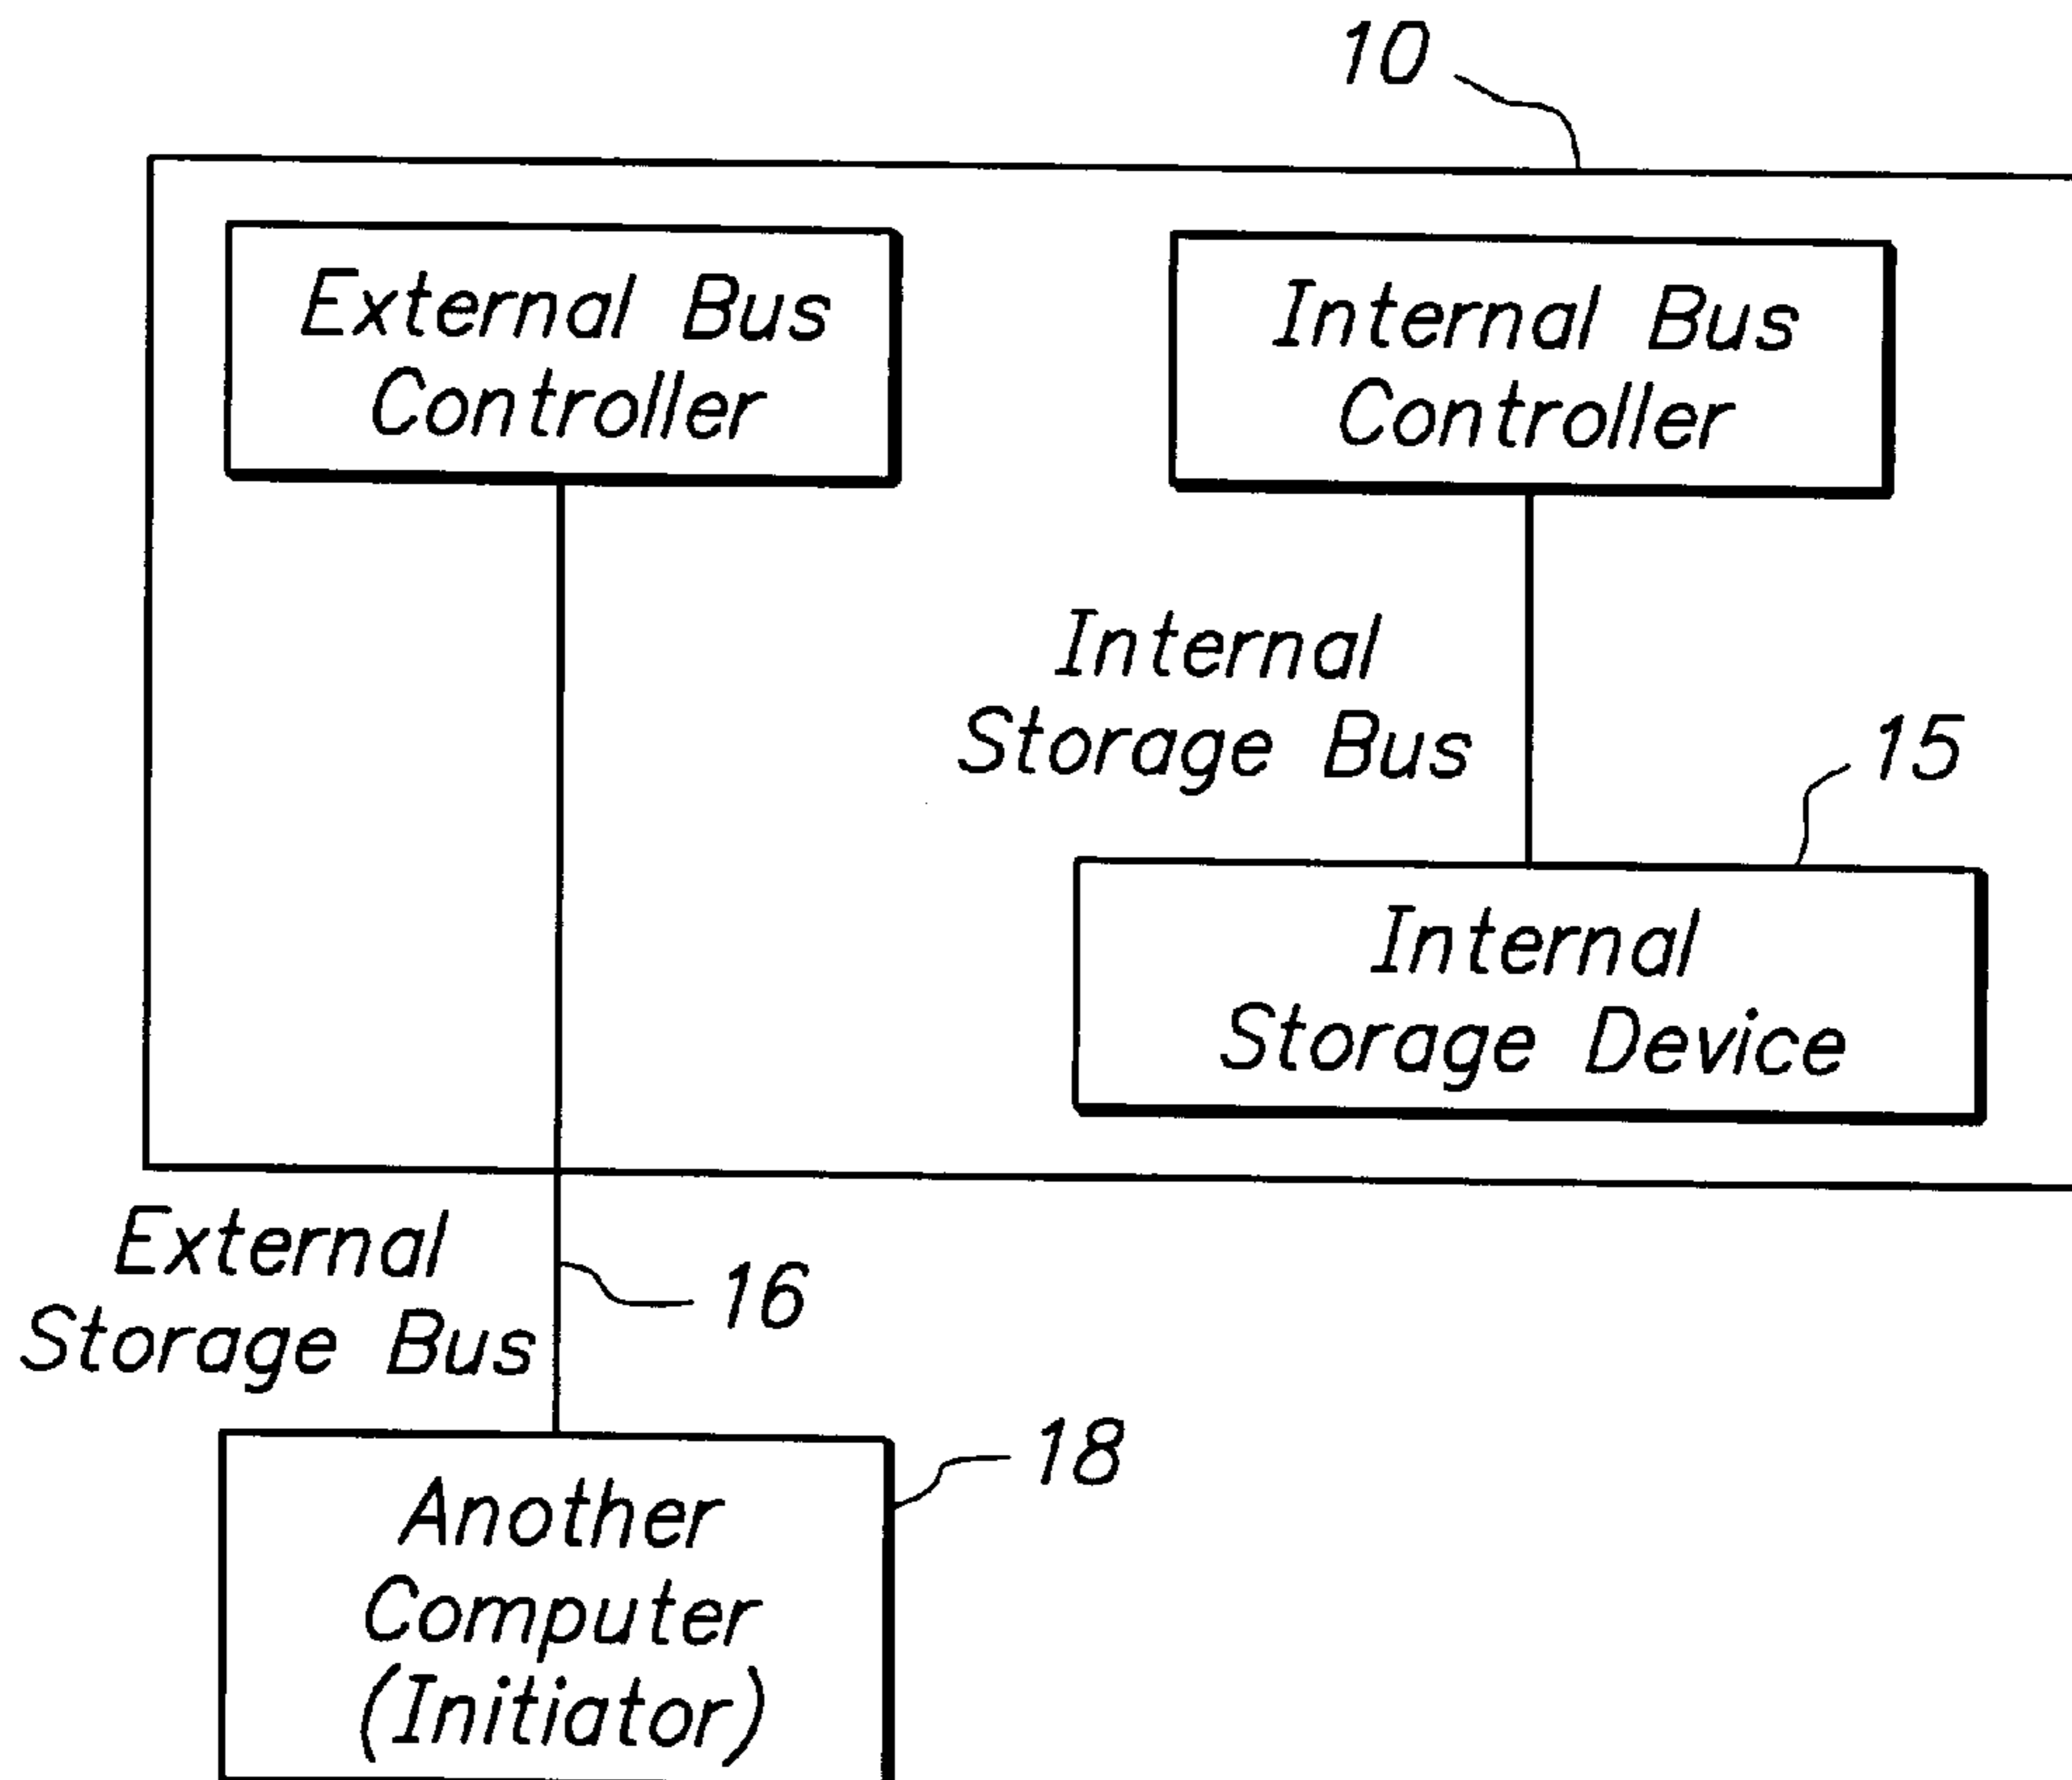 10
External Bus
Controller
Internal Bus
Controller
Internal
Storage Bus
15
Internal
Storage Device
External
Storage Bus
16
18
Another
Computer
(Initiator)